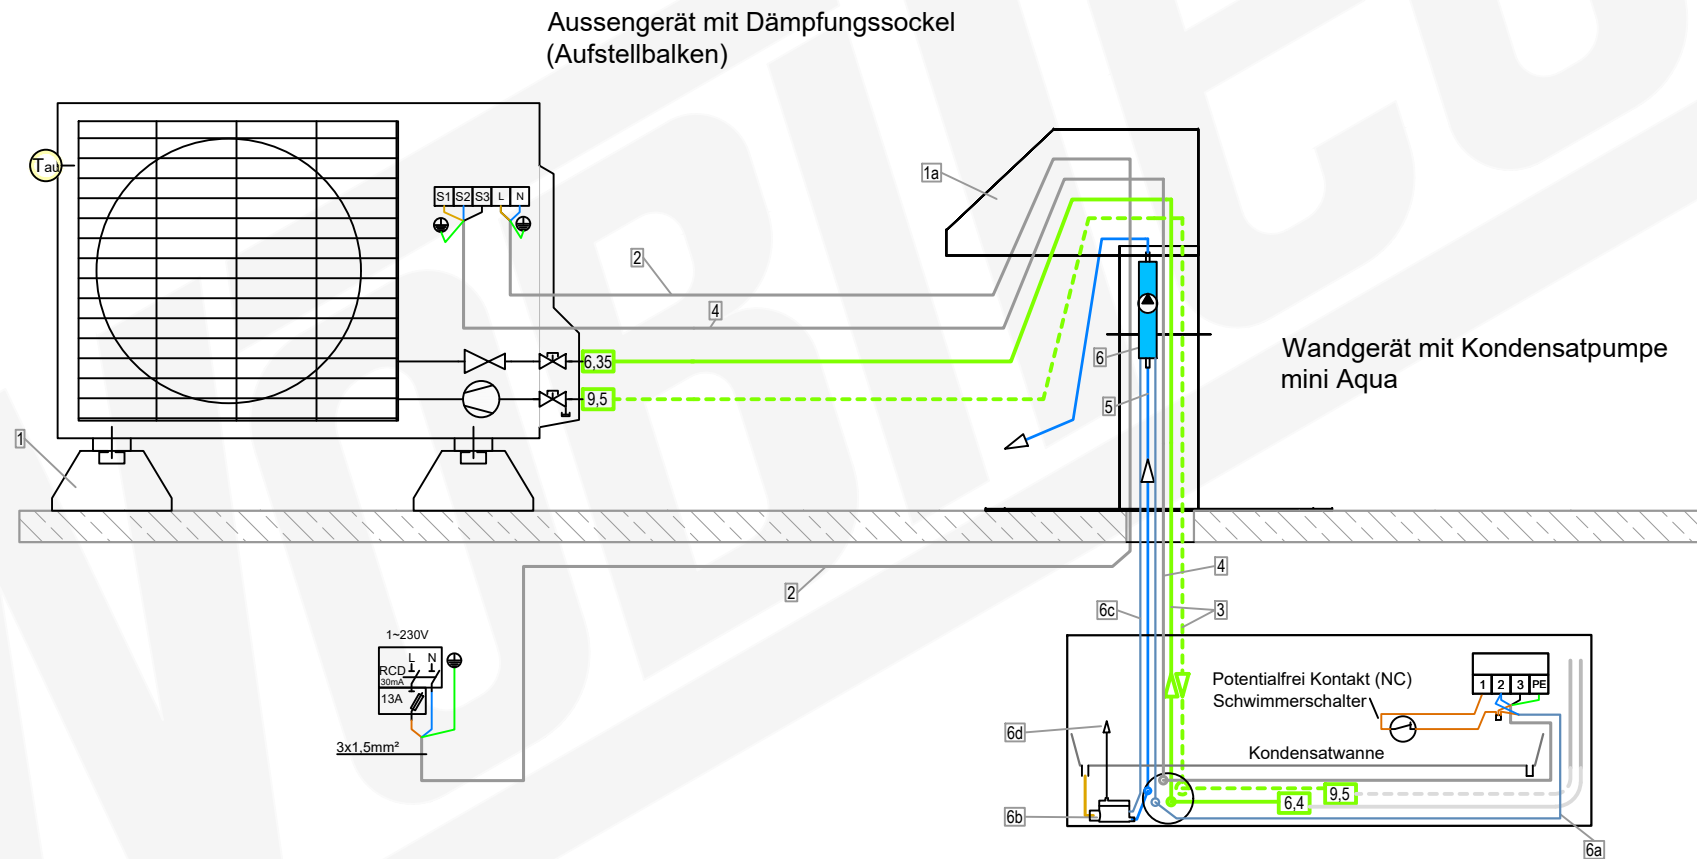 Aussengerät mit Dämpfungssockel
(Aufstellbalken)
Tau
S1 S2 S3 L N
1a
2
4
6,35
9,5
6
5
1
Wandgerät mit Kondensatpumpe
mini Aqua
2
4
3
6c
1~230V
L N
RCD
30mA
13A
3x1,5mm²
Potentialfrei Kontakt (NC)
Schwimmerschalter
1 2 3 PE
6d
Kondensatwanne
9,5
6,4
6b
6a